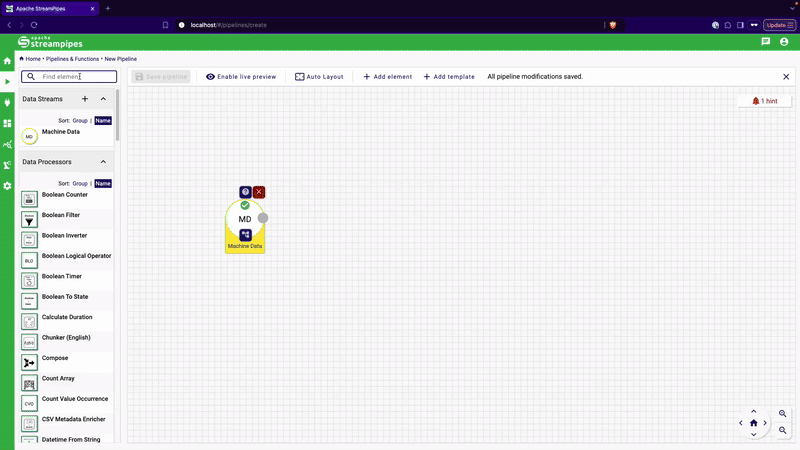 Apache StreamPipes
localhost/#/pipelines/create
Update
apache
streampipes
Home • Pipelines & Functions • New Pipeline
Find element
Save pipeline
Enable live preview
Auto Layout
Add element
Add template
All pipeline modifications saved.
Data Streams
Sort: Group | Name
MD
Machine Data
Data Processors
Sort: Group | Name
Boolean Counter
Boolean Filter
Boolean Inverter
BLO
Boolean Logical Operator
Boolean Timer
Boolean To State
Calculate Duration
Chunker (English)
Compose
Count Array
CVO
Count Value Occurrence
CSV Metadata Enricher
Datetime From String
1 hint
MD
Machine Data